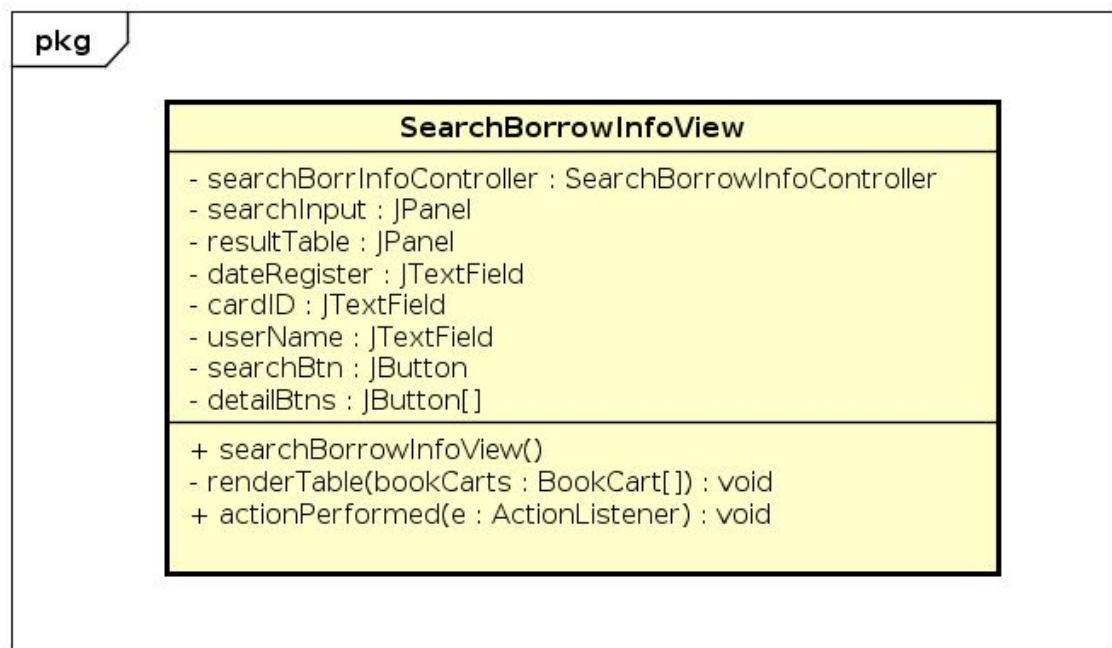 pkg
SearchBorrowInfoView
- searchBorrInfoController : SearchBorrowInfoController
- searchInput : JPanel
- resultTable : JPanel
- dateRegister : JTextField
- cardID : JTextField
- userName : JTextField
- searchBtn : JButton
- detailBtns : JButton[]
+ searchBorrowInfoView()
- renderTable(bookCarts : BookCart[]) : void
+ actionPerformed(e : ActionListener) : void